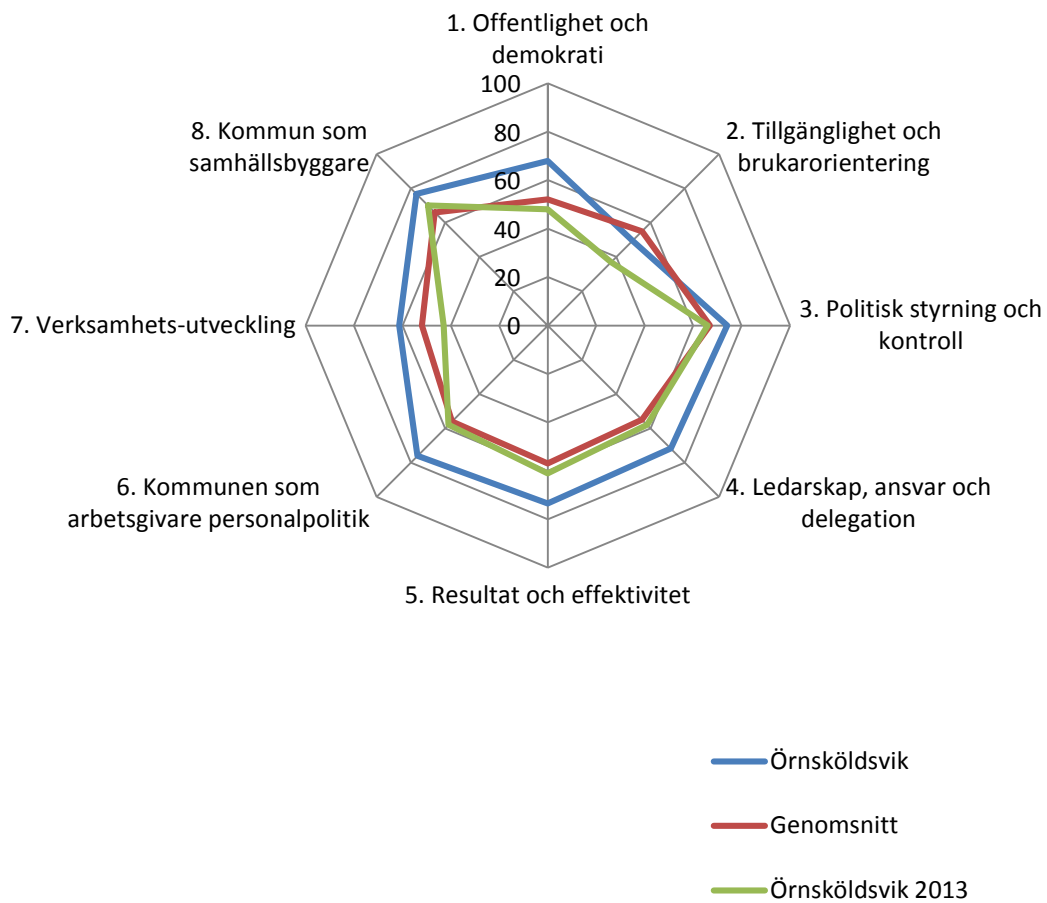 1. Offentlighet och
demokrati
100
80
60
40
20
0
2. Tillgänglighet och
brukarorientering
3. Politisk styrning och
kontroll
4. Ledarskap, ansvar och
delegation
5. Resultat och effektivitet
6. Kommunen som
arbetsgivare personalpolitik
7. Verksamhets-utveckling
8. Kommun som
samhällsbyggare
Örnsköldsvik
Genomsnitt
Örnsköldsvik 2013